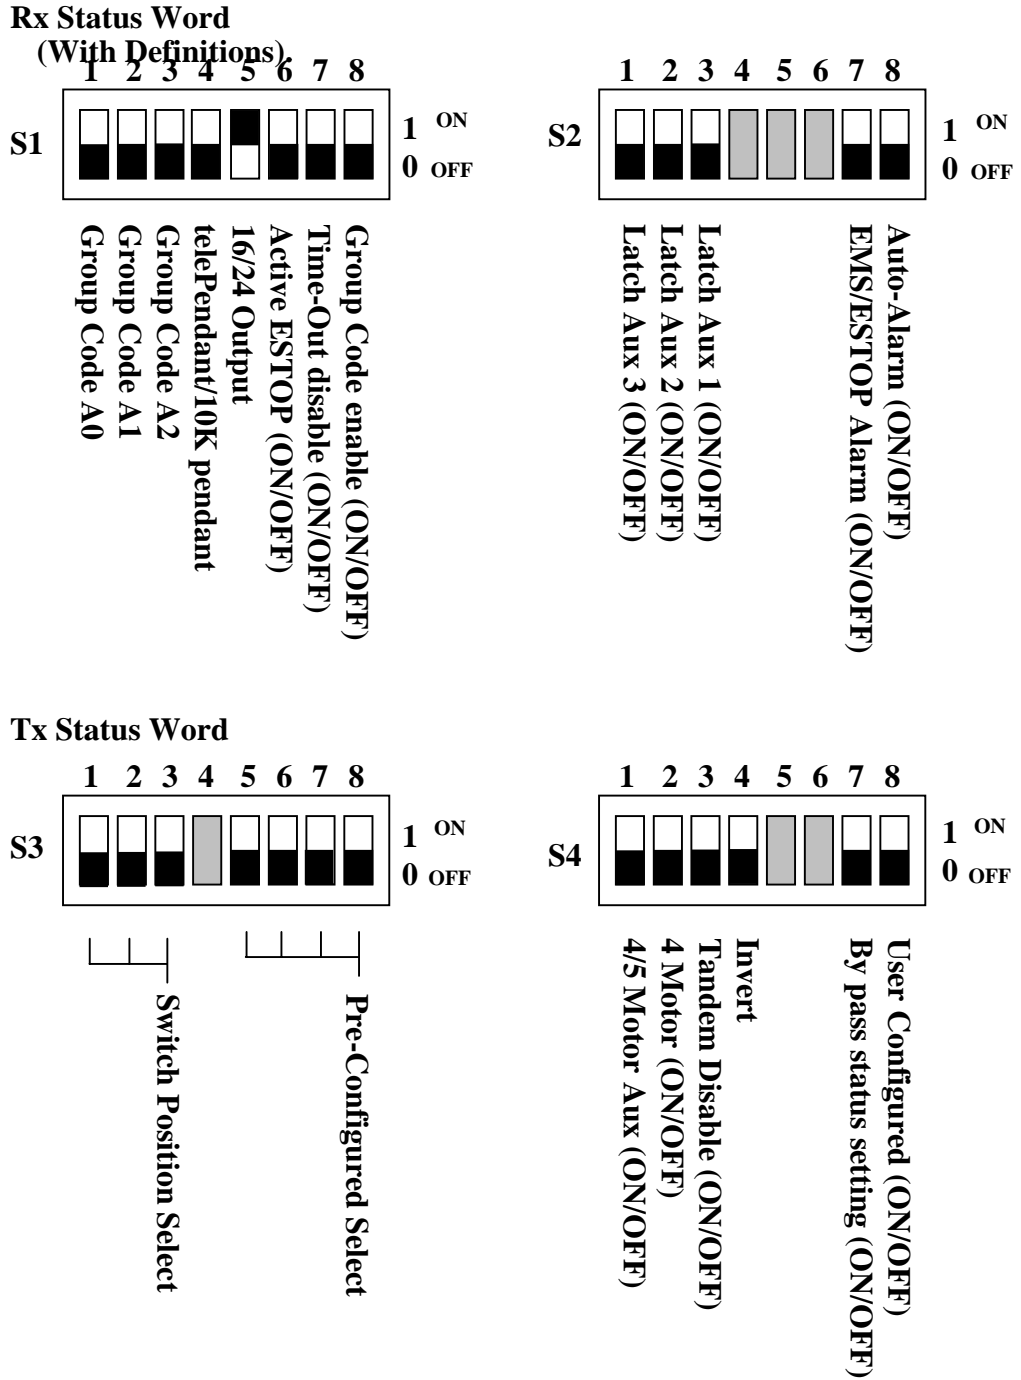 Rx Status Word
(With Definitions).
1 2 3 4 5 6 7 8
S1
1 ON
0 OFF
Group Code A0
Group Code A1
Group Code A2
telePendant/10K pendant
16/24 Output
Active ESTOP (ON/OFF)
Time-Out disable (ON/OFF)
Group Code enable (ON/OFF)
1 2 3 4 5 6 7 8
S2
1 ON
0 OFF
Latch Aux 3 (ON/OFF)
Latch Aux 2 (ON/OFF)
Latch Aux 1 (ON/OFF)
EMS/ESTOP Alarm (ON/OFF)
Auto-Alarm (ON/OFF)
Tx Status Word
1 2 3 4 5 6 7 8
S3
1 ON
0 OFF
Switch Position Select
Pre-Configured Select
1 2 3 4 5 6 7 8
S4
1 ON
0 OFF
4/5 Motor Aux (ON/OFF)
4 Motor (ON/OFF)
Tandem Disable (ON/OFF)
Invert
By pass status setting (ON/OFF)
User Configured (ON/OFF)